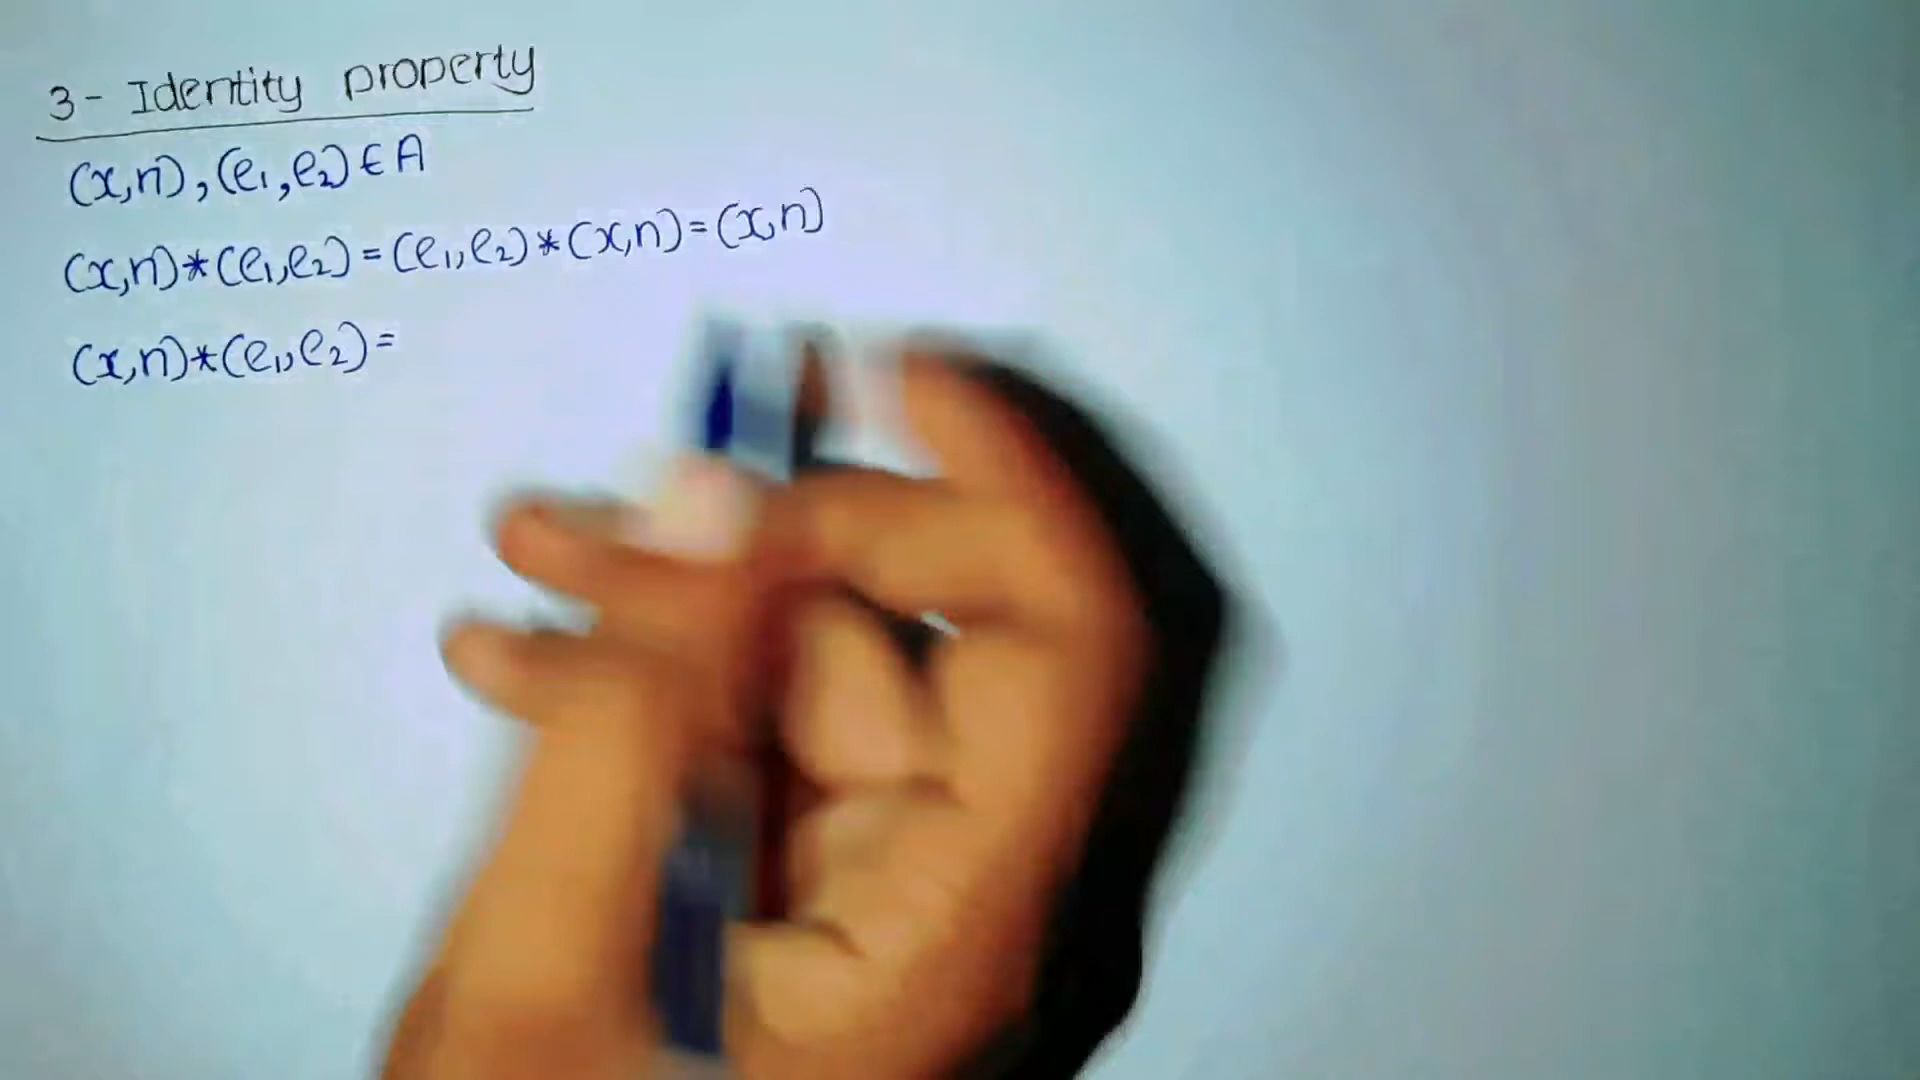 3- Identity property
(x,n),(e₁,e₂)∈A
(x,n)*(e₁,e₂)=(e₁,e₂)*(x,n)=(x,n)
(x,n)*(e₁,e₂)=